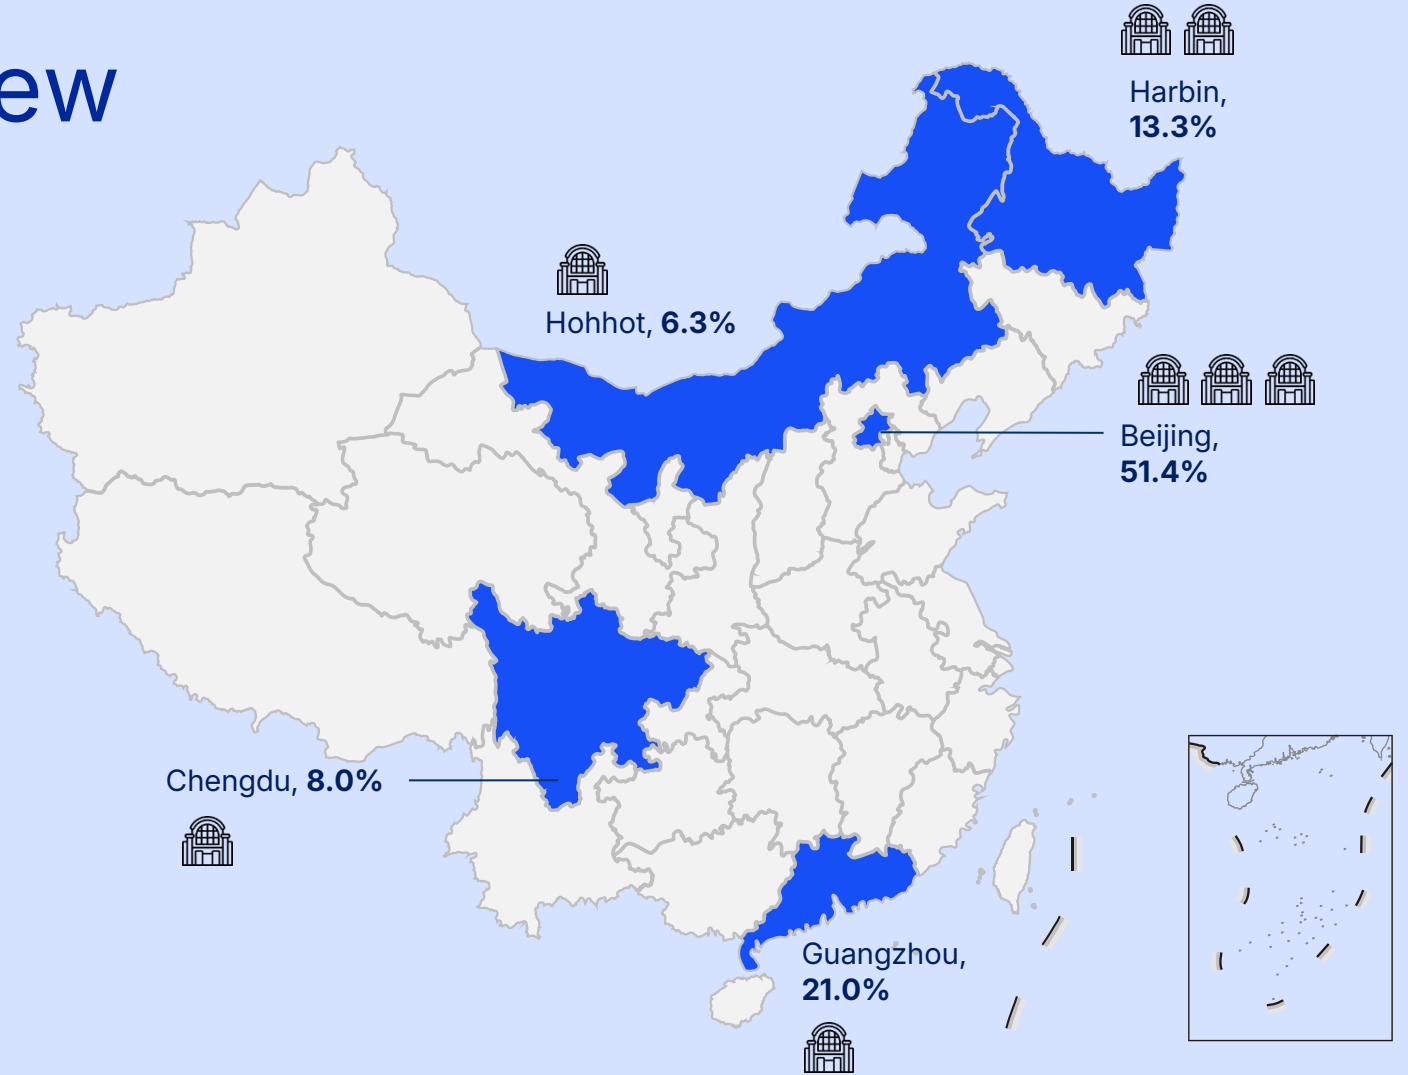 ew
Harbin,
13.3%
Hohhot, 6.3%
Beijing,
51.4%
Chengdu, 8.0%
Guangzhou,
21.0%